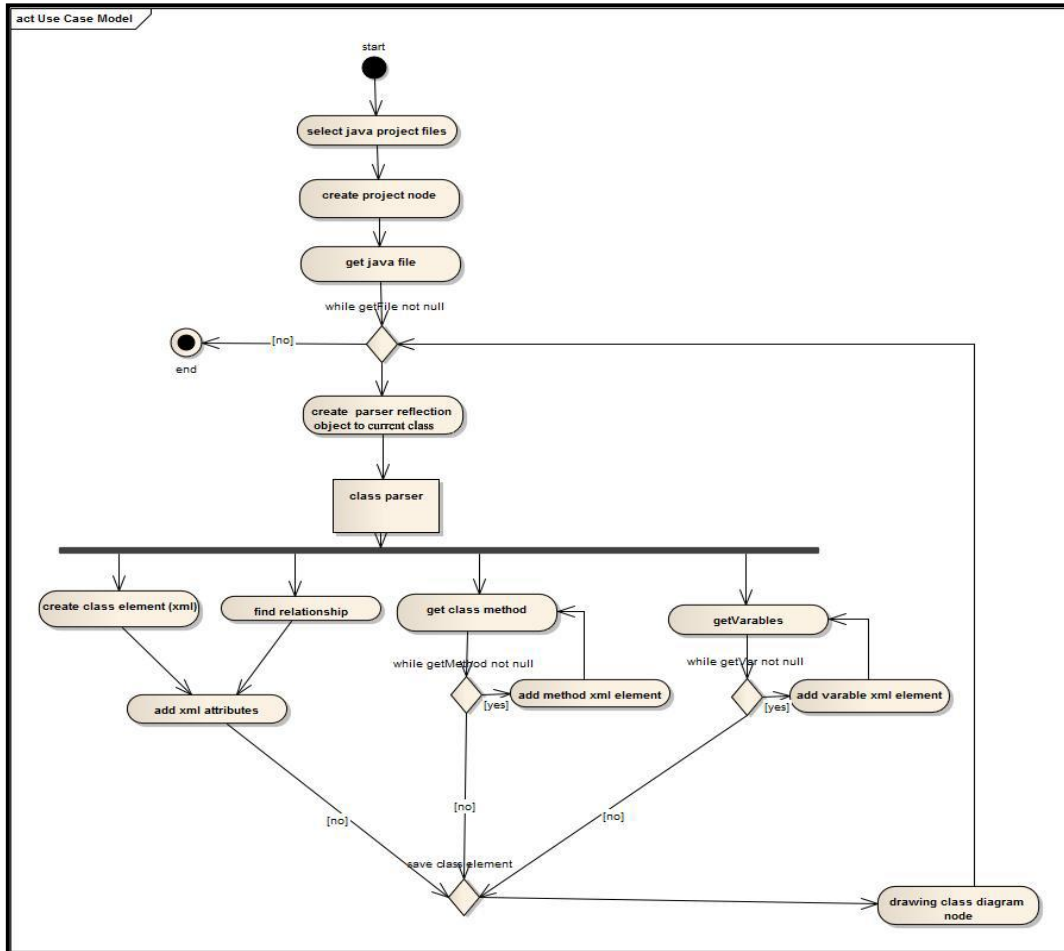 act Use Case Model
start
select java project files
create project node
get java file
while getFile not null
[no]
end
create parser reflection
object to current class
class parser
create class element (xml)
find relationship
get class method
getVarables
while getMethod not null
while getVar not null
add xml attributes
[yes]
add method xml element
[yes]
add varable xml element
[no]
[no]
[no]
save class element
drawing class diagram
node